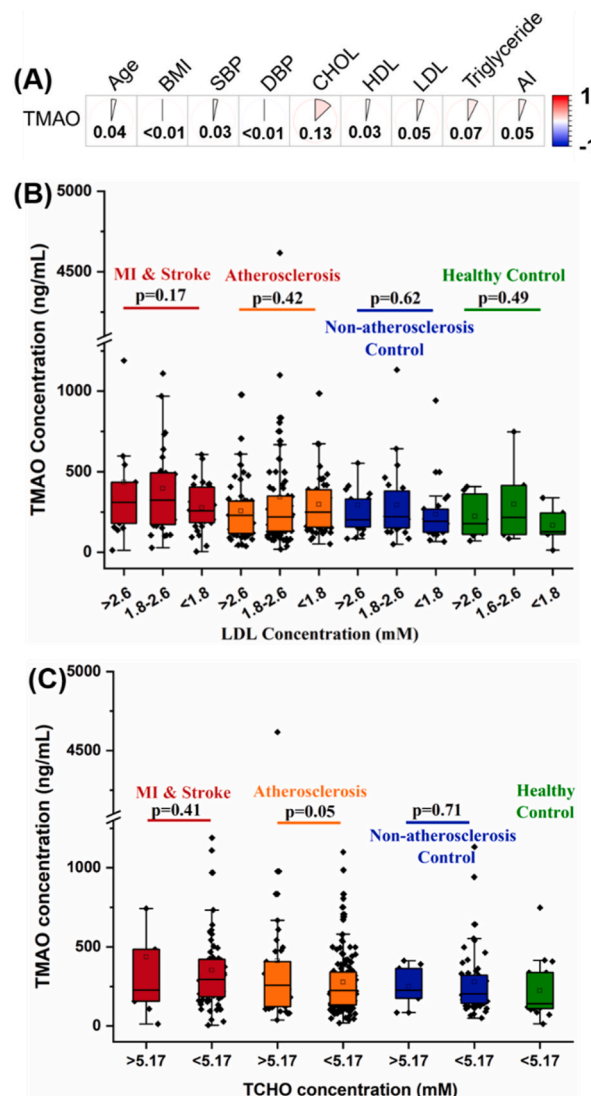 (A)
Age BMI SBP DBP CHOL HDL LDL Triglyceride AI
TMAO
0.04 <0.01 0.03 <0.01 0.13 0.03 0.05 0.07 0.05
1
-1
(B)
TMAO Concentration (ng/mL)
5000
4500
1000
500
0
MI & Stroke
p=0.17
Atherosclerosis
p=0.42
p=0.62
Non-atherosclerosis
Control
Healthy Control
p=0.49
>2.6 1.8-2.6 <1.8 >2.6 1.8-2.6 <1.8 >2.6 1.8-2.6 <1.8 >2.6 1.6-2.6 <1.8
LDL Concentration (mM)
(C)
TMAO concentration (ng/mL)
5000
4500
1000
500
0
MI & Stroke
p=0.41
Atherosclerosis
p=0.05
p=0.71
Non-atherosclerosis
Control
Healthy
Control
>5.17 <5.17 >5.17 <5.17 >5.17 <5.17 <5.17
TCHO concentration (mM)